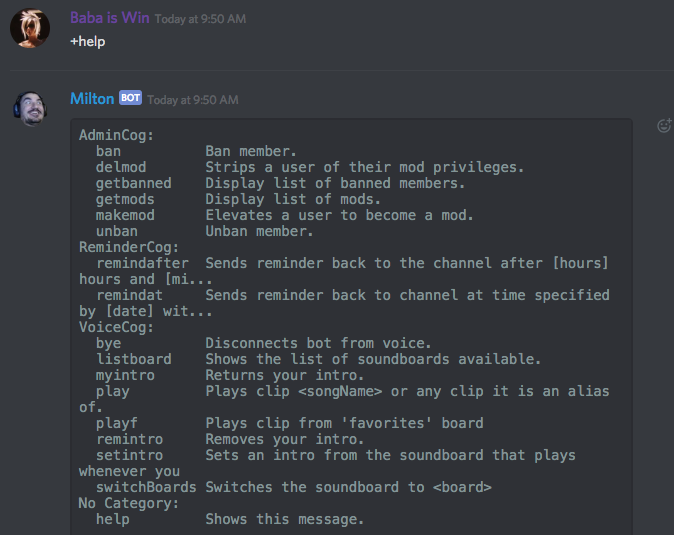 Baba is Win Today at 9:50 AM
+help
Milton BOT Today at 9:50 AM
AdminCog:
  ban          Ban member.
  delmod       Strips a user of their mod privileges.
  getbanned    Display list of banned members.
  getmods      Display list of mods.
  makemod      Elevates a user to become a mod.
  unban        Unban member.
ReminderCog:
  remindafter  Sends reminder back to the channel after [hours]
hours and [mi...
  remindat     Sends reminder back to channel at time specified
by [date] wit...
VoiceCog:
  bye          Disconnects bot from voice.
  listboard    Shows the list of soundboards available.
  myintro      Returns your intro.
  play         Plays clip <songName> or any clip it is an alias
of.
  playf        Plays clip from 'favorites' board
  remintro     Removes your intro.
  setintro     Sets an intro from the soundboard that plays
whenever you
  switchBoards Switches the soundboard to <board>
No Category:
  help         Shows this message.